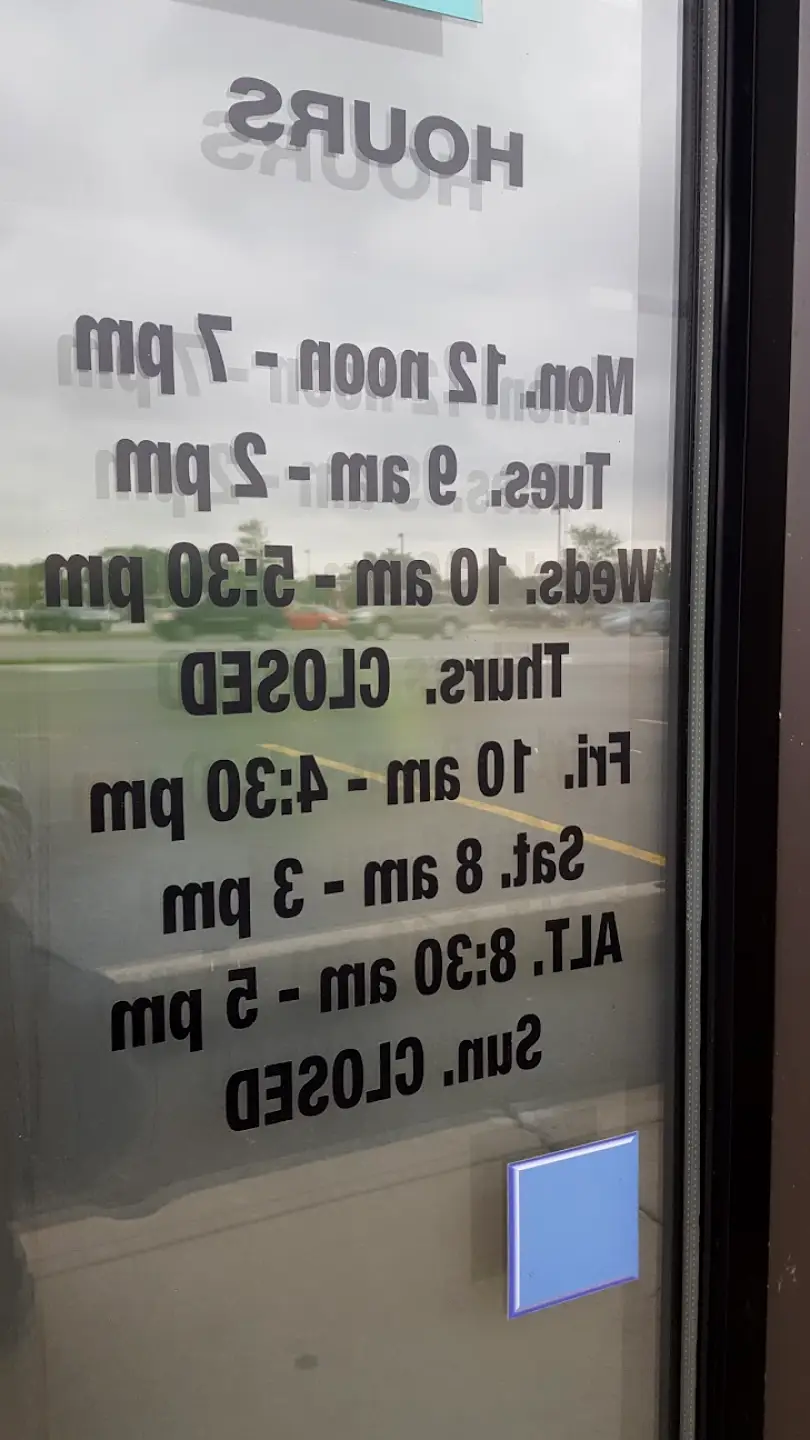 HOURS
Mon. 12 noon - 7 pm
Tues. 9 am - 2 pm
Weds. 10 am - 5:30 pm
Thurs. CLOSED
Fri. 10 am - 4:30 pm
Sat. 8 am - 3 pm
ALT. 8:30 am - 5 pm
Sun. CLOSED